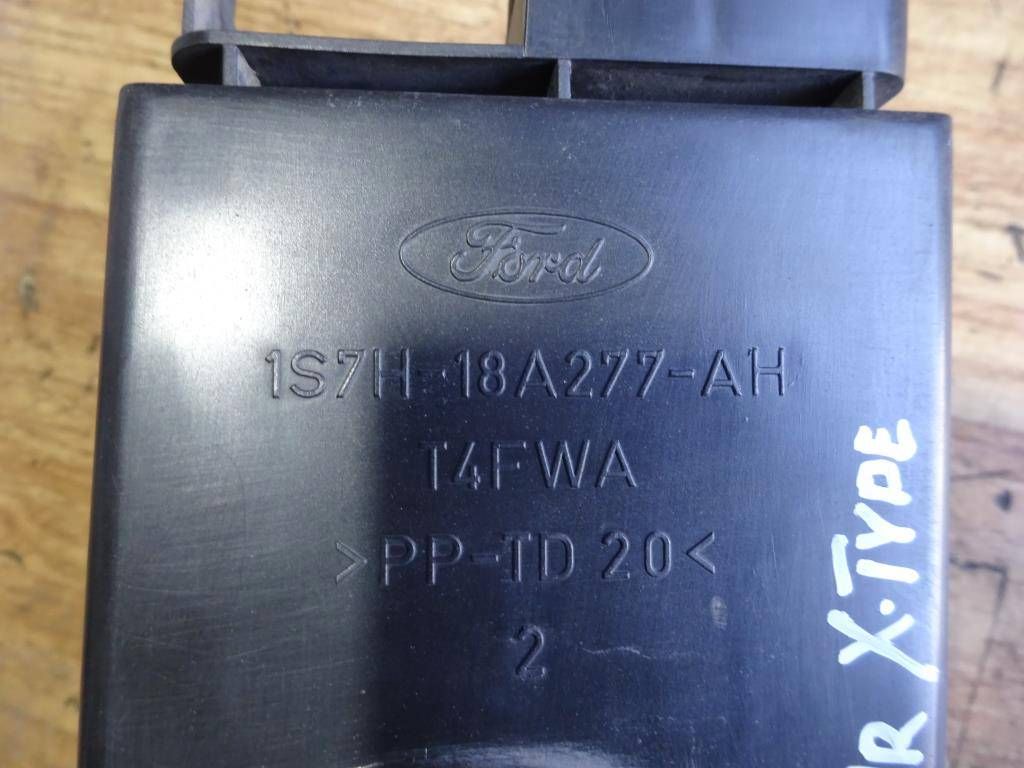 Ford
1S7H-18A277-AH
T4FWA
>PP-TD 20<
2
X-TYPE